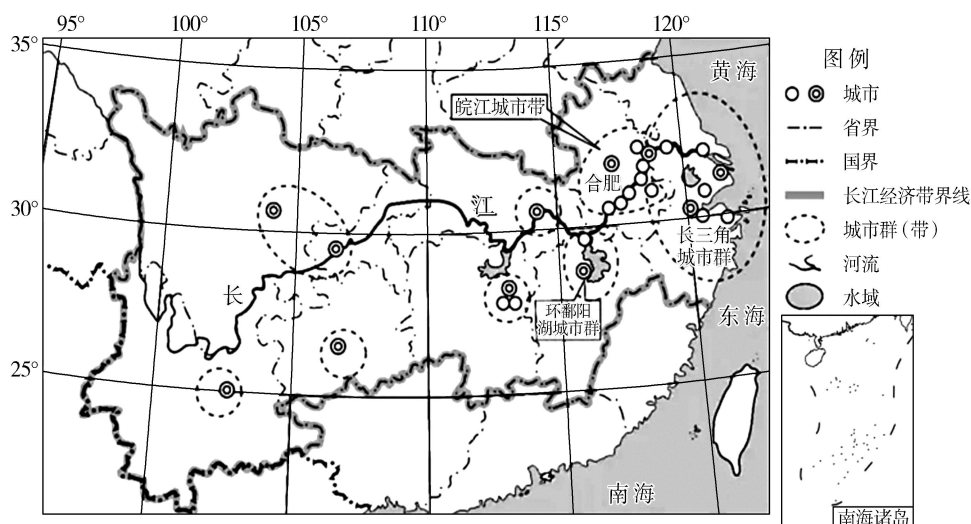 95° 100° 105° 110° 115° 120°
35°
30°
25°
黄海
皖江城市带
合肥
江
长
长三角
城市群
环鄱阳
湖城市群
东海
南海
图例
城市
省界
国界
长江经济带界线
城市群(带)
河流
水域
南海诸岛